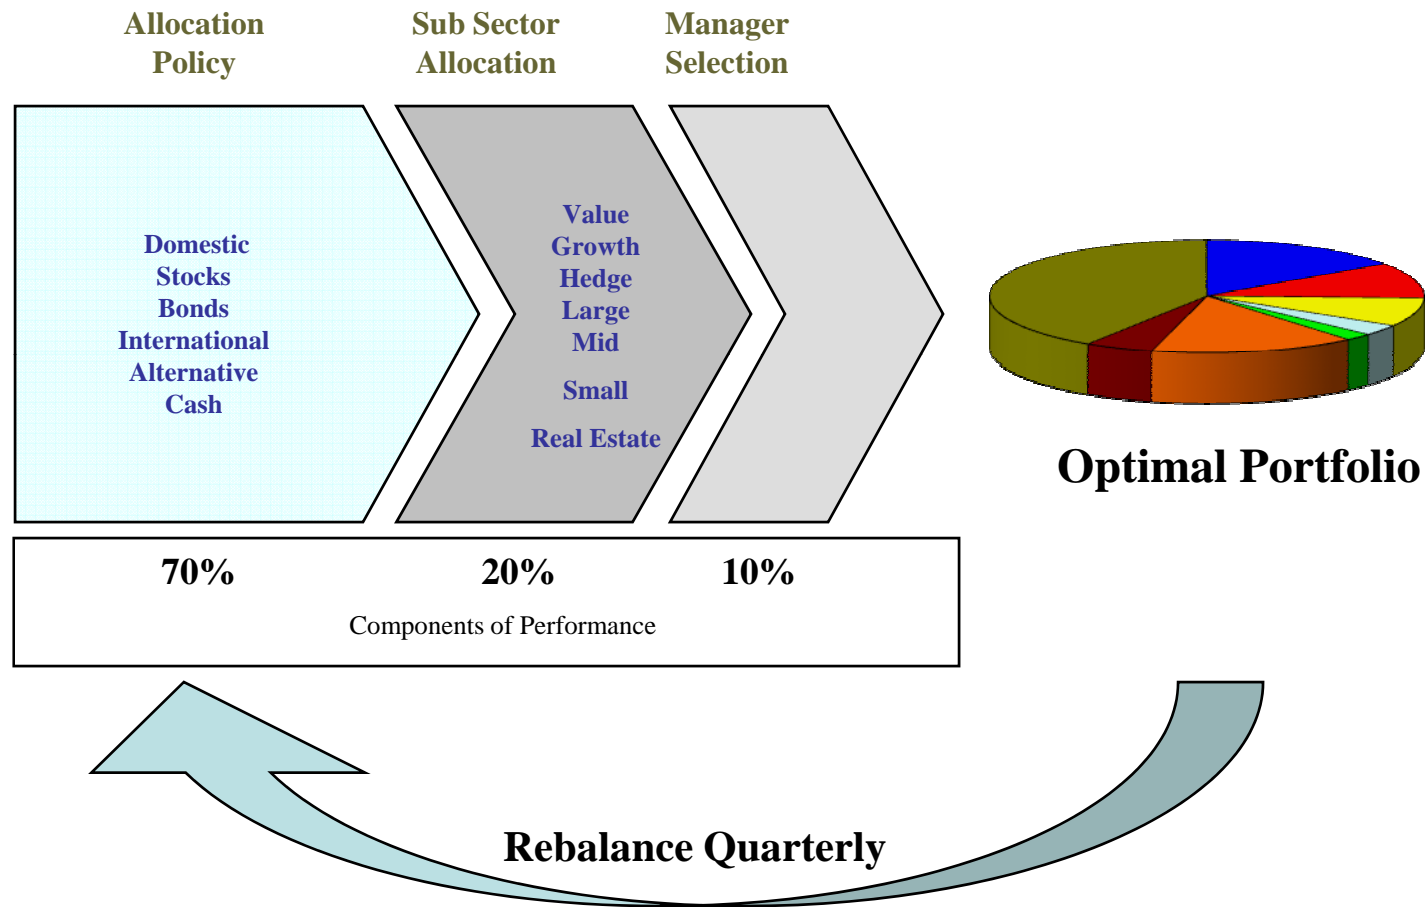 Allocation
Policy
Sub Sector
Allocation
Manager
Selection
Domestic
Stocks
Bonds
International
Alternative
Cash
Value
Growth
Hedge
Large
Mid
Small
Real Estate
Optimal Portfolio
70%
20%
10%
Components of Performance
Rebalance Quarterly